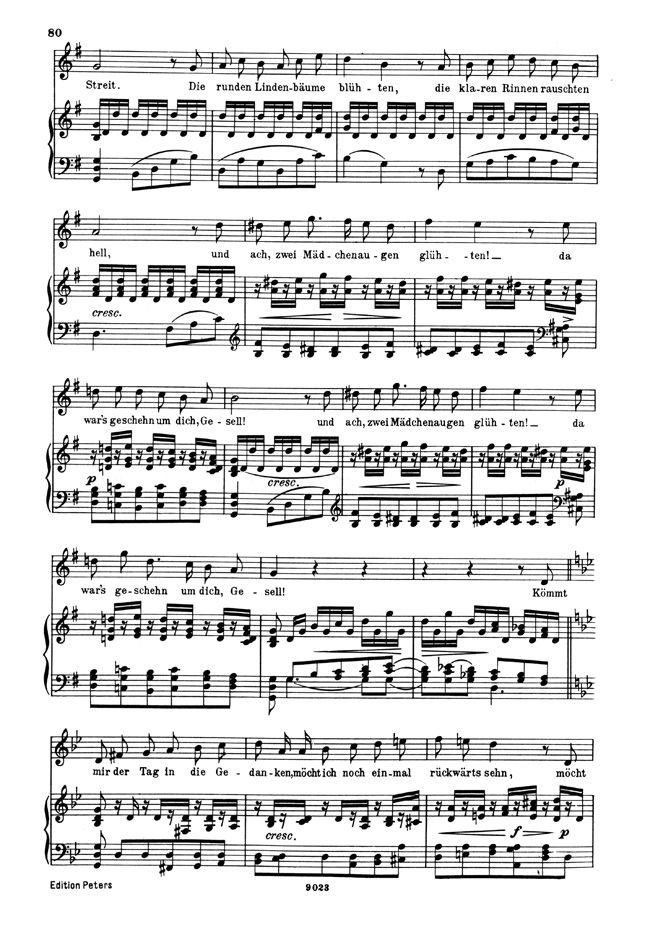 80
Streit. Die runden Linden-bäume blüh - ten, die kla-ren Rinnen rauschten
hell, und ach, zwei Mäd-chenau-gen glüh - ten!— da
cresc.
war's geschehn um dich, Ge-sell! und ach, zwei Mädchenaugen glüh-ten!— da
p cresc.
war's ge-schehn um dich, Ge - sell! Kömmt
mir der Tag in die Ge-dan-ken, möcht ich noch ein-mal rückwärts sehn, möcht
cresc. f p
Edition Peters 9023